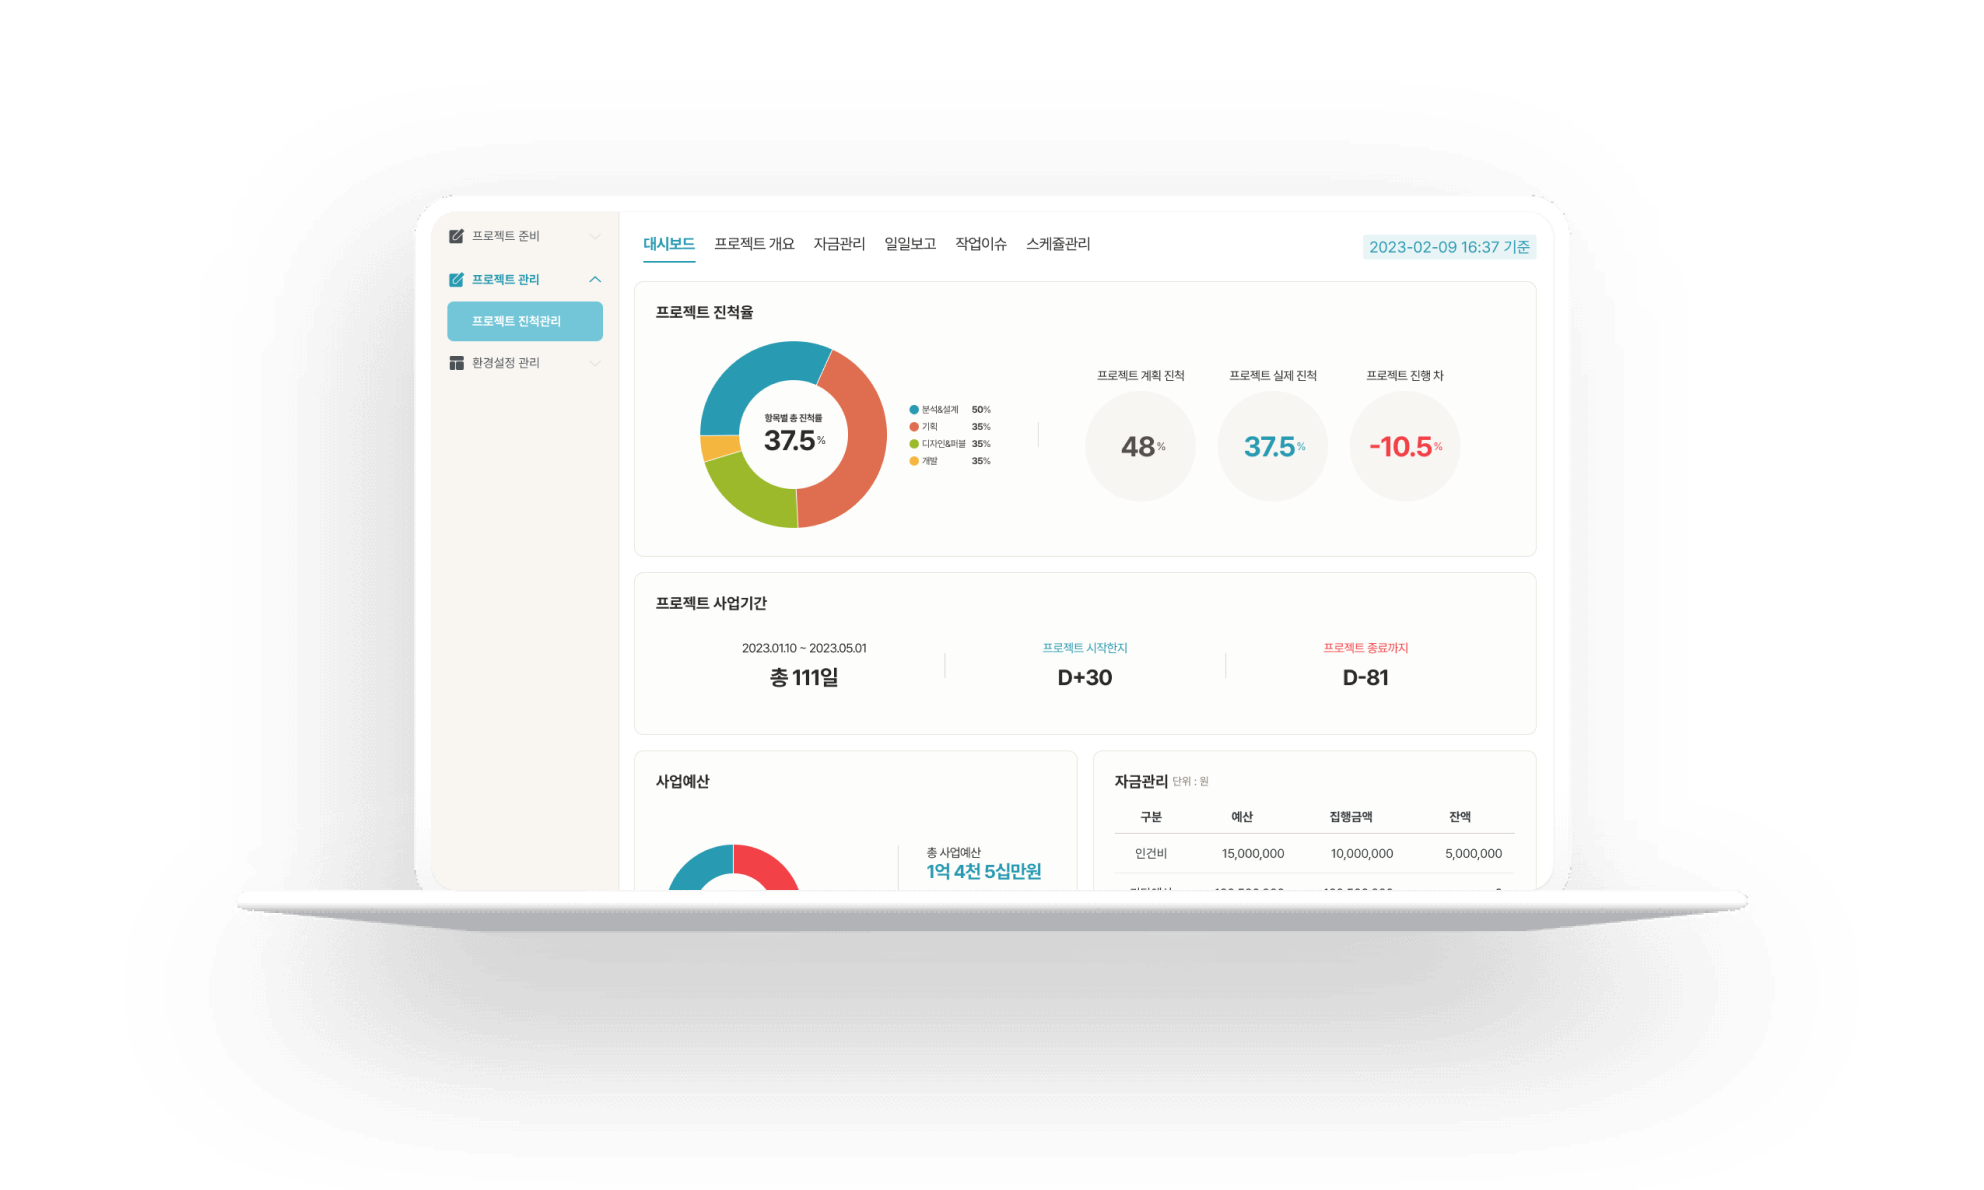 프로젝트 준비
프로젝트 관리
프로젝트 진척관리
환경설정 관리
대시보드 프로젝트 개요 자금관리 일일보고 작업이슈 스케쥴관리
2023-02-09 16:37 기준
프로젝트 진척율
항목별 총 진척률
37.5%
분석&설계 50%
기획 35%
디자인&퍼블 35%
개발 35%
프로젝트 계획 진척
48%
프로젝트 실제 진척
37.5%
프로젝트 진행 차
-10.5%
프로젝트 사업기간
2023.01.10 ~ 2023.05.01
총 111일
프로젝트 시작한지
D+30
프로젝트 종료까지
D-81
사업예산
총 사업예산
1억 4천 5십만원
자금관리 단위 : 원
구분 예산 집행금액 잔액
인건비 15,000,000 10,000,000 5,000,000